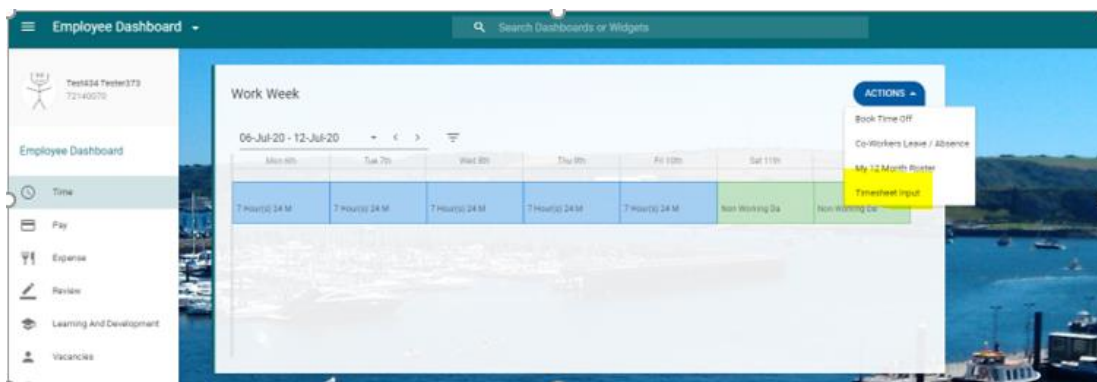 Employee Dashboard
Search Dashboards or Widgets
Test434 Tester373
72140070
Employee Dashboard
Time
Pay
Expense
Review
Learning And Development
Vacancies
Work Week
ACTIONS
Book Time Off
Co-Workers Leave / Absence
My 12 Month Roster
Timesheet Input
06-Jul-20 - 12-Jul-20
Mon 6th Tue 7th Wed 8th Thu 9th Fri 10th Sat 11th
7 Hour(s) 24 M 7 Hour(s) 24 M 7 Hour(s) 24 M 7 Hour(s) 24 M 7 Hour(s) 24 M Non Working Da Non Working Da